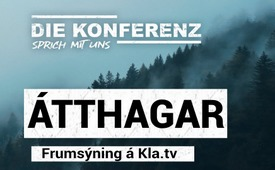 DIE KONFERENZ
SPRICH MIT UNS
ÁTTHAGAR
Frumsýning á Kla.tv